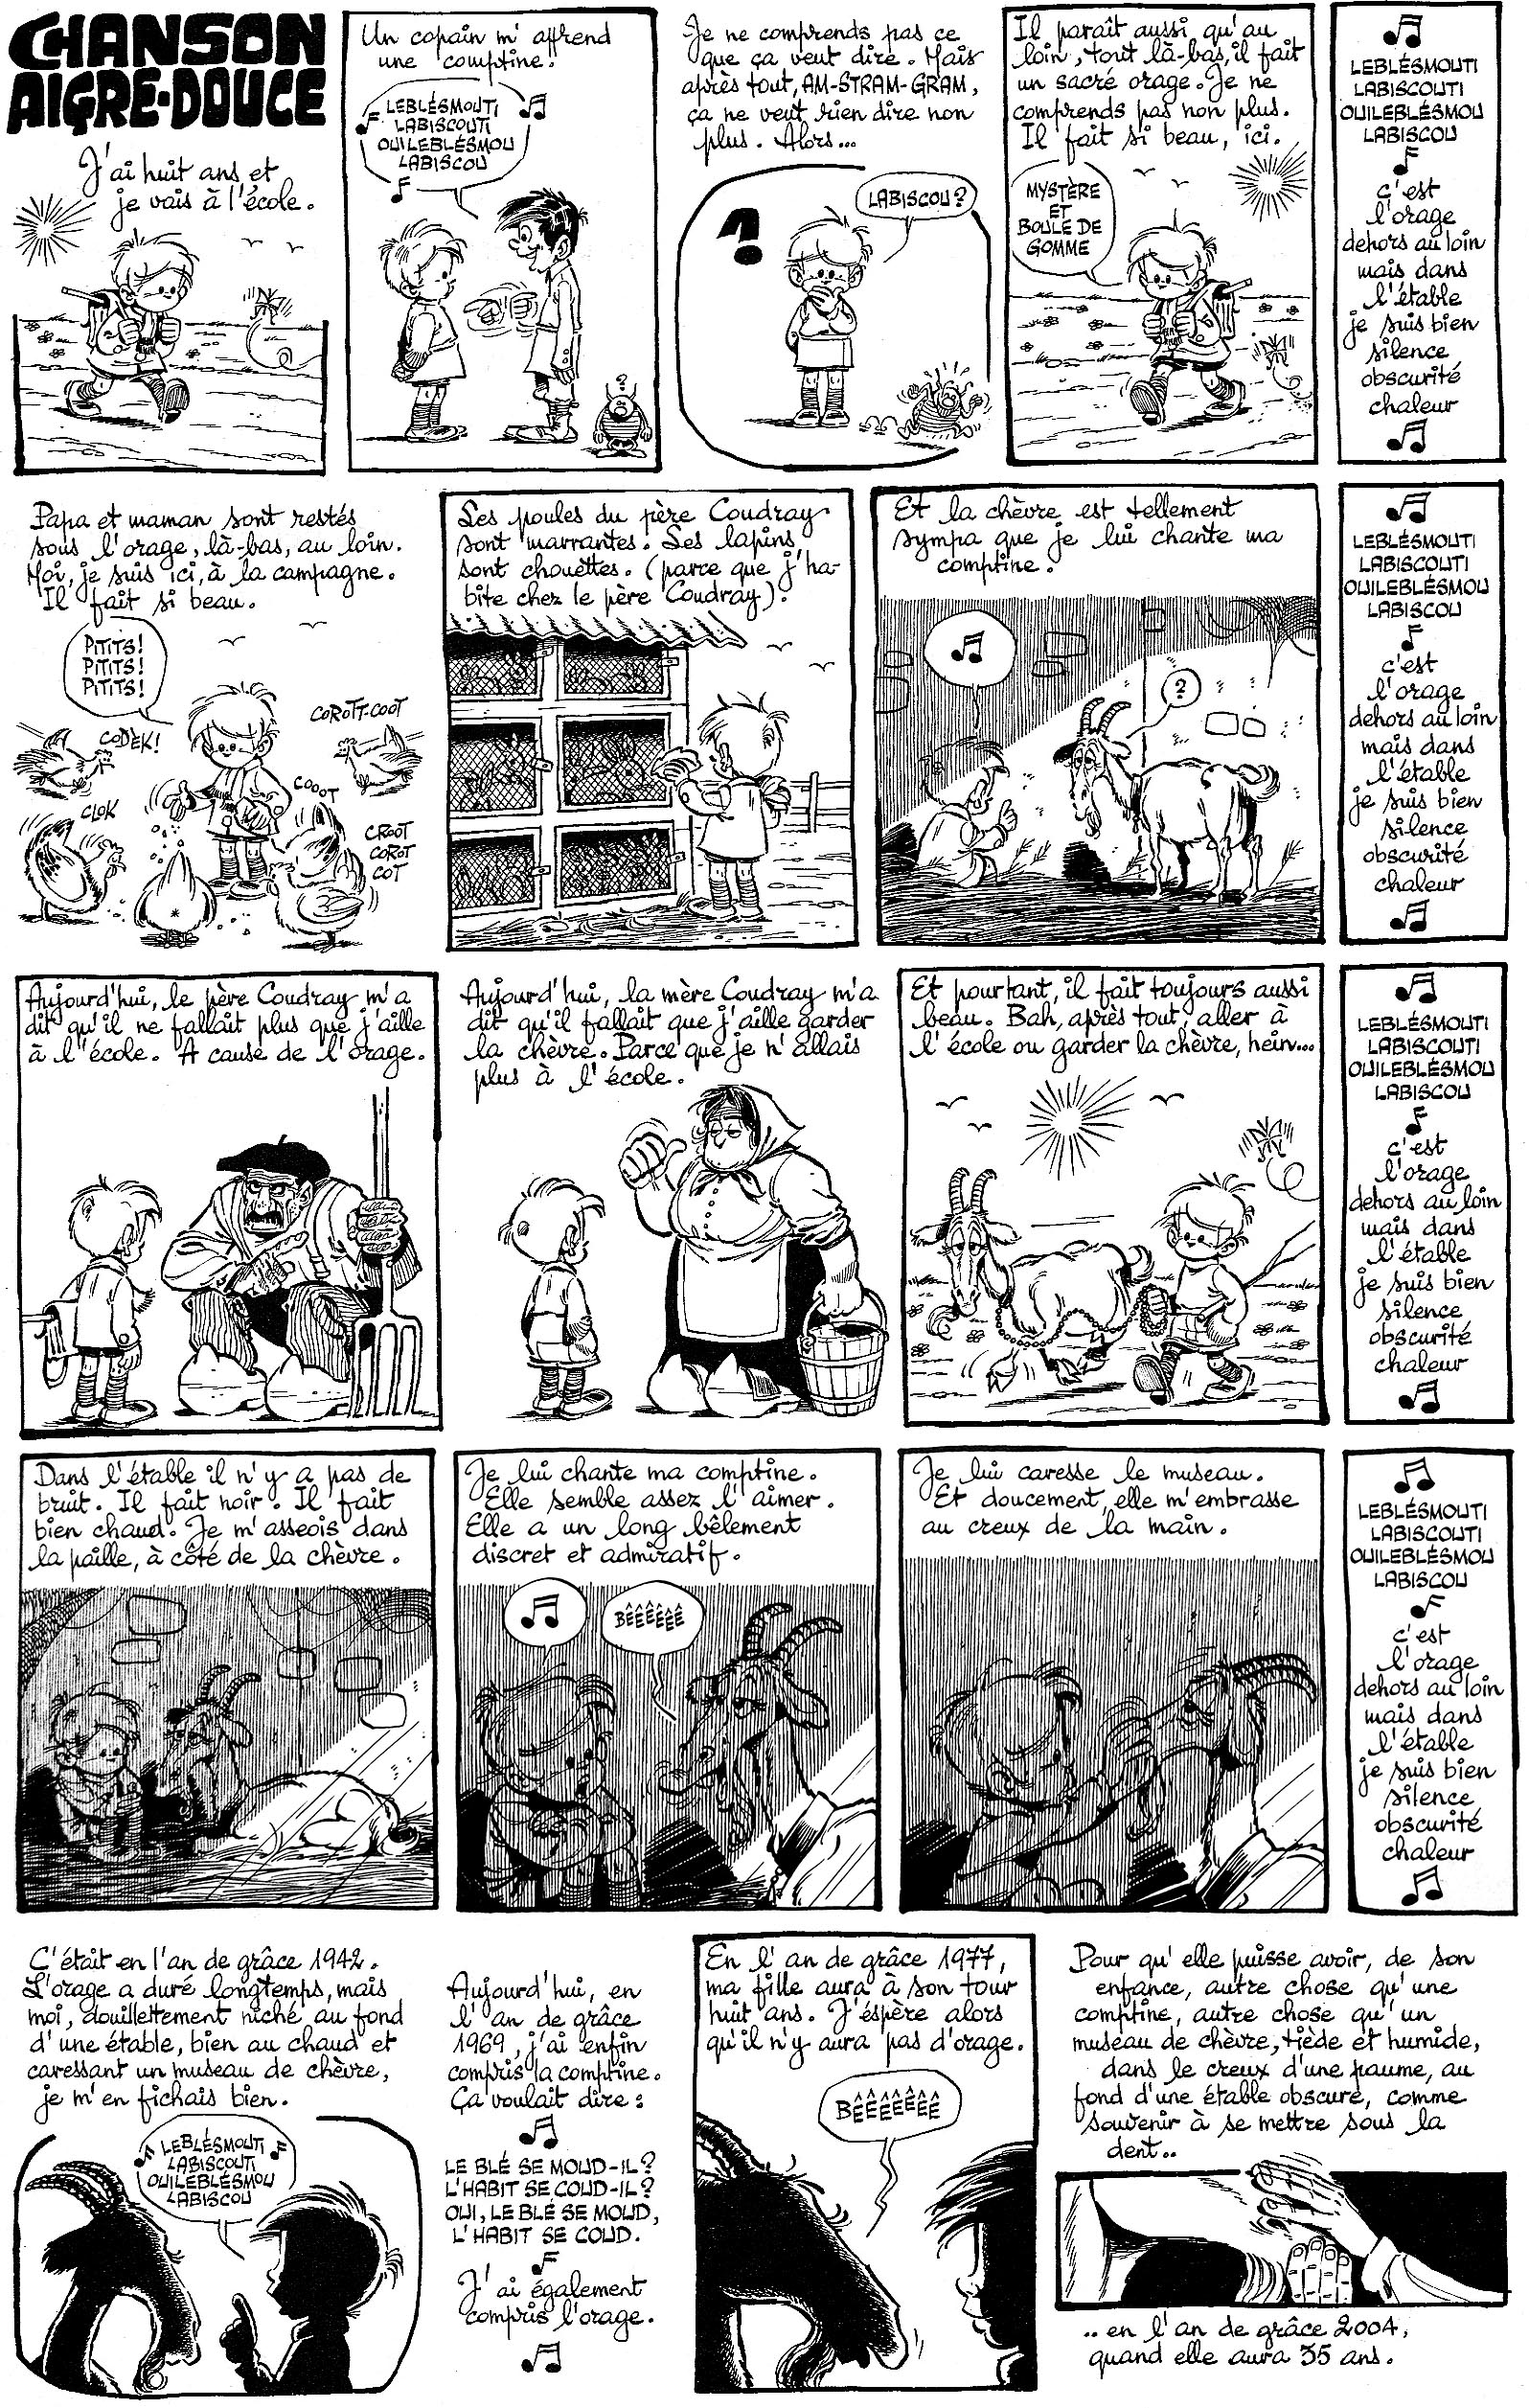 CHANSON
AIGRE-DOUCE
J'ai huit ans et
je vais à l'école.
Un copain m'apprend
une comptine!
LEBLÉSMOUTI
LABISCOUTI
OUILEBLÉSMOU
LABISCOU
?
Je ne comprends pas ce
que ça veut dire. Mais
après tout, AM-STRAM-GRAM,
ça ne veut rien dire non
plus. Alors...
?
LABISCOU?
Il paraît aussi qu'au
loin, tout là-bas, il fait
un sacré orage. Je ne
comprends pas non plus.
Il fait si beau, ici.
MYSTÈRE
ET
BOULE DE
GOMME
LEBLÉSMOUTI
LABISCOUTI
OUILEBLÉSMOU
LABISCOU
c'est
l'orage
dehors au loin
mais dans
l'étable
je suis bien
silence
obscurité
chaleur
Papa et maman sont restés
sous l'orage, là-bas, au loin.
Moi, je suis ici, à la campagne.
Il fait si beau.
PITITS!
PITITS!
PITITS!
CODÈK!
COROTT-COOT
CLOK
COOOT
CROOT
COROT
COT
Les poules du père Coudray
sont marrantes. Ses lapins
sont chouettes. (parce que j'ha-
bite chez le père Coudray).
Et la chèvre est tellement
sympa que je lui chante ma
comptine.
?
LEBLÉSMOUTI
LABISCOUTI
OUILEBLÉSMOU
LABISCOU
c'est
l'orage
dehors au loin
mais dans
l'étable
je suis bien
silence
obscurité
chaleur
Aujourd'hui, le père Coudray m'a
dit qu'il ne fallait plus que j'aille
à l'école. A cause de l'orage.
Aujourd'hui, la mère Coudray m'a
dit qu'il fallait que j'aille garder
la chèvre. Parce que je n'allais
plus à l'école.
Et pourtant, il fait toujours aussi
beau. Bah, après tout, aller à
l'école ou garder la chèvre, hein...
LEBLÉSMOUTI
LABISCOUTI
OUILEBLÉSMOU
LABISCOU
c'est
l'orage
dehors au loin
mais dans
l'étable
je suis bien
silence
obscurité
chaleur
Dans l'étable il n'y a pas de
bruit. Il fait noir. Il fait
bien chaud. Je m'asseois dans
la paille, à côté de la chèvre.
Je lui chante ma comptine.
Elle semble assez l'aimer.
Elle a un long bêlement
discret et admiratif.
BÊÊÊÊÊÊ
Je lui caresse le museau.
Et doucement, elle m'embrasse
au creux de la main.
LEBLÉSMOUTI
LABISCOUTI
OUILEBLÉSMOU
LABISCOU
c'est
l'orage
dehors au loin
mais dans
l'étable
je suis bien
silence
obscurité
chaleur
C'était en l'an de grâce 1942.
L'orage a duré longtemps, mais
moi, douillettement niché au fond
d'une étable, bien au chaud et
caressant un museau de chèvre,
je m'en fichais bien.
LEBLÉSMOUTI
LABISCOUTI
OUILEBLÉSMOU
LABISCOU
Aujourd'hui, en
l'an de grâce
1969, j'ai enfin
compris la comptine.
Ça voulait dire :
LE BLÉ SE MOUD-IL?
L'HABIT SE COUD-IL?
OUI, LE BLÉ SE MOUD,
L'HABIT SE COUD.
J'ai également
compris l'orage.
En l'an de grâce 1977,
ma fille aura à son tour
huit ans. J'éspère alors
qu'il n'y aura pas d'orage.
BÊÊÊÊÊÊÊ
Pour qu'elle puisse avoir, de son
enfance, autre chose qu'une
comptine, autre chose qu'un
museau de chèvre, tiède et humide,
dans le creux d'une paume, au
fond d'une étable obscure, comme
souvenir à se mettre sous la
dent..
.. en l'an de grâce 2004,
quand elle aura 35 ans.